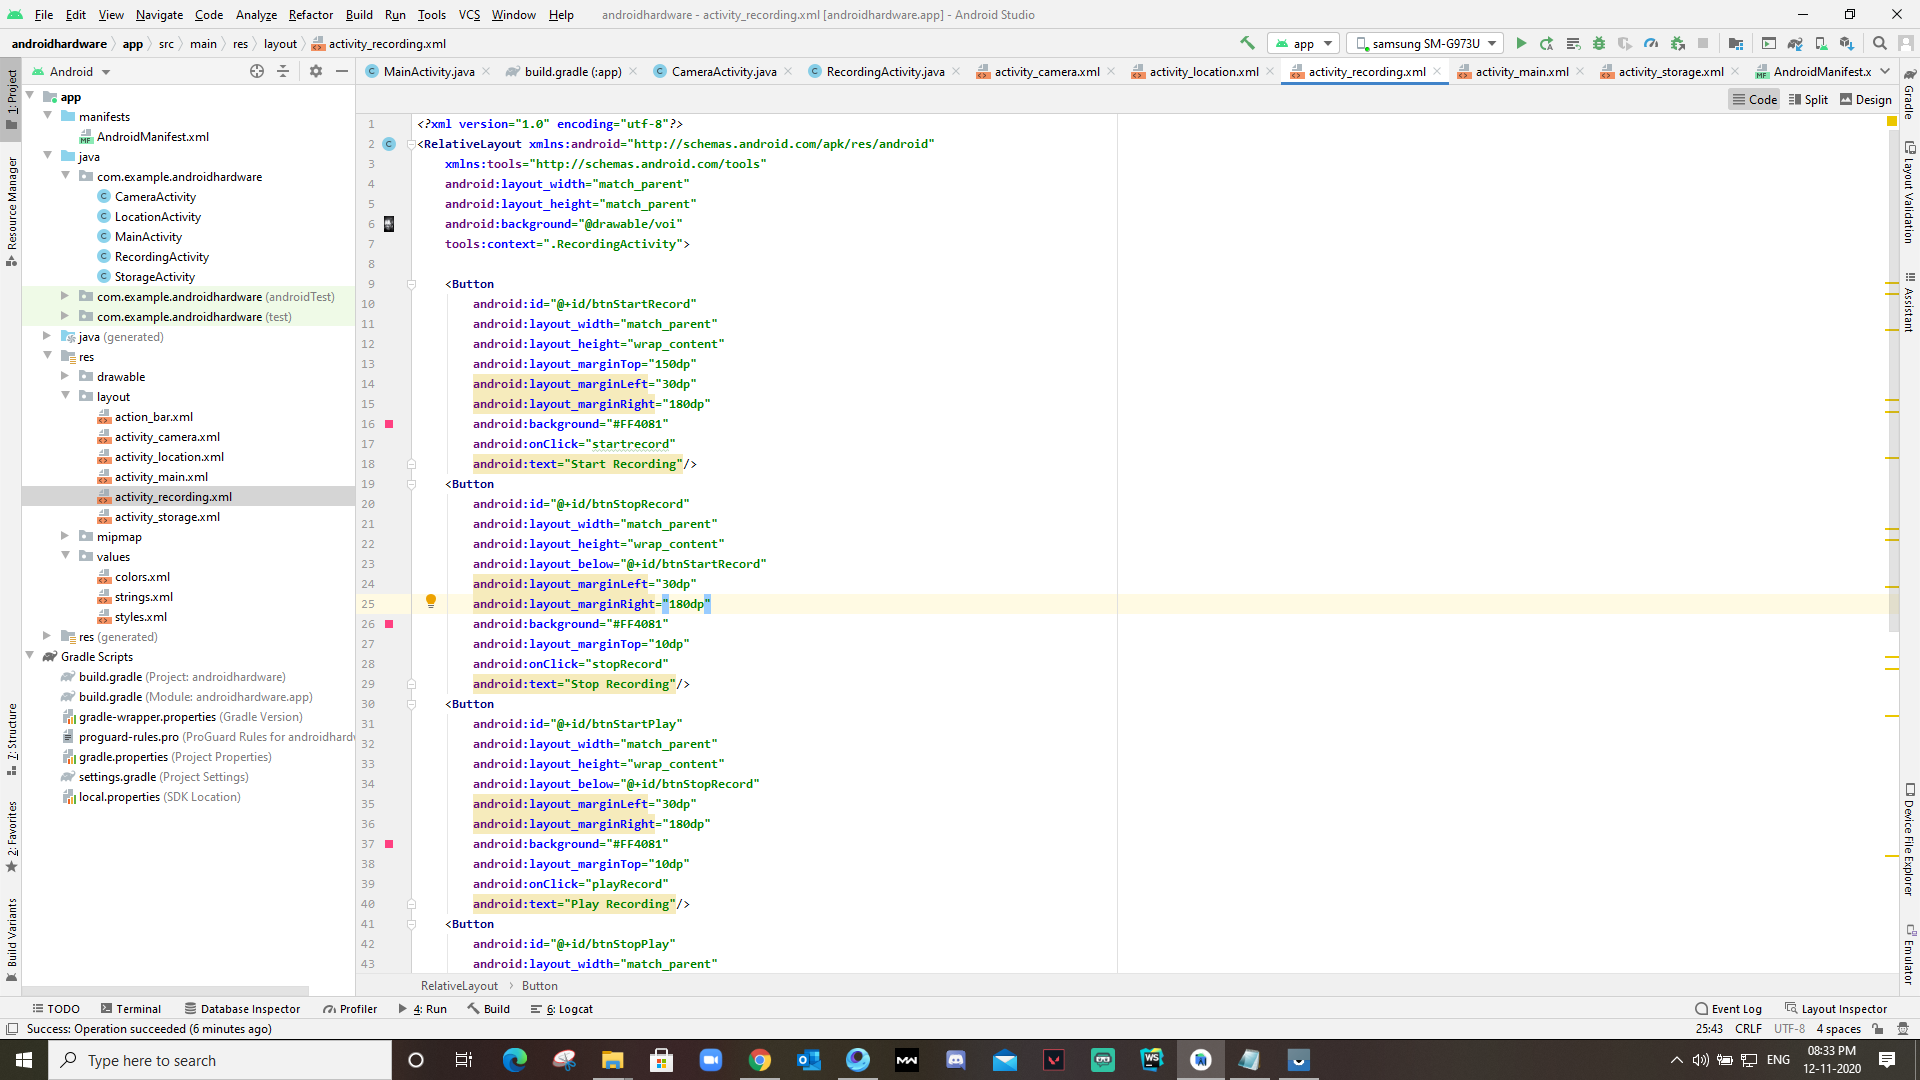 File Edit View Navigate Code Analyze Refactor Build Run Tools VCS Window Help androidhardware - activity_recording.xml [androidhardware.app] - Android Studio
androidhardware app src main res layout activity_recording.xml app samsung SM-G973U
Android MainActivity.java build.gradle (:app) CameraActivity.java RecordingActivity.java activity_camera.xml activity_location.xml activity_recording.xml activity_main.xml activity_storage.xml AndroidManifest.x
Code Split Design
1: Project
Resource Manager
7: Structure
2: Favorites
Build Variants
app
manifests
AndroidManifest.xml
java
com.example.androidhardware
CameraActivity
LocationActivity
MainActivity
RecordingActivity
StorageActivity
com.example.androidhardware (androidTest)
com.example.androidhardware (test)
java (generated)
res
drawable
layout
action_bar.xml
activity_camera.xml
activity_location.xml
activity_main.xml
activity_recording.xml
activity_storage.xml
mipmap
values
colors.xml
strings.xml
styles.xml
res (generated)
Gradle Scripts
build.gradle (Project: androidhardware)
build.gradle (Module: androidhardware.app)
gradle-wrapper.properties (Gradle Version)
proguard-rules.pro (ProGuard Rules for androidhardw
gradle.properties (Project Properties)
settings.gradle (Project Settings)
local.properties (SDK Location)
1 <?xml version="1.0" encoding="utf-8"?>
2 <RelativeLayout xmlns:android="http://schemas.android.com/apk/res/android"
3 xmlns:tools="http://schemas.android.com/tools"
4 android:layout_width="match_parent"
5 android:layout_height="match_parent"
6 android:background="@drawable/voi"
7 tools:context=".RecordingActivity">
8
9 <Button
10 android:id="@+id/btnStartRecord"
11 android:layout_width="match_parent"
12 android:layout_height="wrap_content"
13 android:layout_marginTop="150dp"
14 android:layout_marginLeft="30dp"
15 android:layout_marginRight="180dp"
16 android:background="#FF4081"
17 android:onClick="startrecord"
18 android:text="Start Recording"/>
19 <Button
20 android:id="@+id/btnStopRecord"
21 android:layout_width="match_parent"
22 android:layout_height="wrap_content"
23 android:layout_below="@+id/btnStartRecord"
24 android:layout_marginLeft="30dp"
25 android:layout_marginRight="180dp"
26 android:background="#FF4081"
27 android:layout_marginTop="10dp"
28 android:onClick="stopRecord"
29 android:text="Stop Recording"/>
30 <Button
31 android:id="@+id/btnStartPlay"
32 android:layout_width="match_parent"
33 android:layout_height="wrap_content"
34 android:layout_below="@+id/btnStopRecord"
35 android:layout_marginLeft="30dp"
36 android:layout_marginRight="180dp"
37 android:background="#FF4081"
38 android:layout_marginTop="10dp"
39 android:onClick="playRecord"
40 android:text="Play Recording"/>
41 <Button
42 android:id="@+id/btnStopPlay"
43 android:layout_width="match_parent"
RelativeLayout Button
Gradle
Layout Validation
Assistant
Device File Explorer
Emulator
TODO Terminal Database Inspector Profiler 4: Run Build 6: Logcat Event Log Layout Inspector
Success: Operation succeeded (6 minutes ago) 25:43 CRLF UTF-8 4 spaces
Type here to search ENG 08:33 PM
12-11-2020